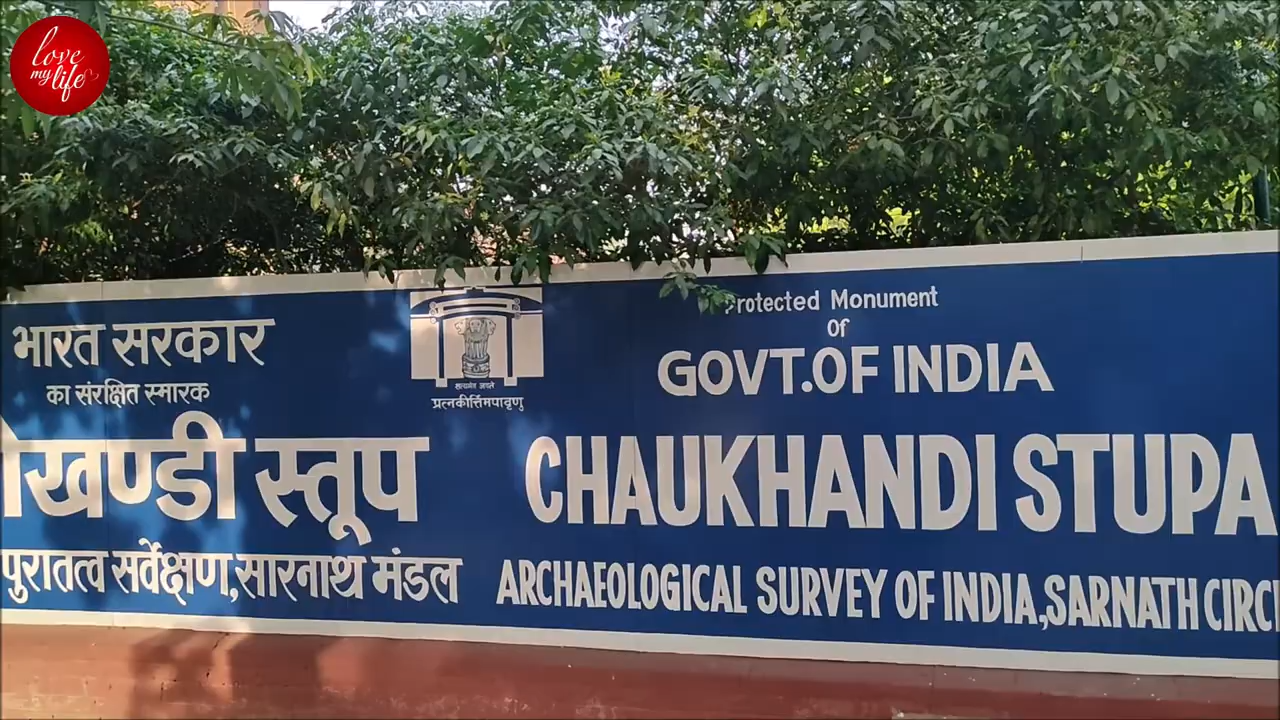 love
my
life
भारत सरकार
का संरक्षित स्मारक
खण्डी स्तूप
पुरातत्व सर्वेक्षण,सारनाथ मंडल
प्रत्नकीर्त्तिमपावृणु
Protected Monument
Of
GOVT.OF INDIA
CHAUKHANDI STUPA
ARCHAEOLOGICAL SURVEY OF INDIA,SARNATH CIRC